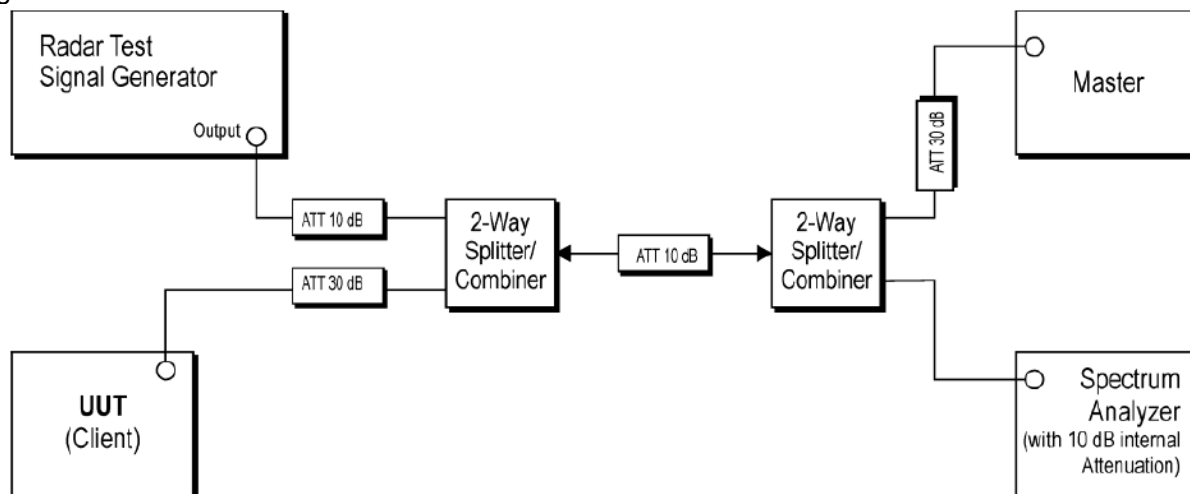 Radar Test
Signal Generator
Output
ATT 10 dB
ATT 30 dB
UUT
(Client)
2-Way
Splitter/
Combiner
ATT 10 dB
2-Way
Splitter/
Combiner
ATT 30 dB
Master
Spectrum
Analyzer
(with 10 dB internal
Attenuation)